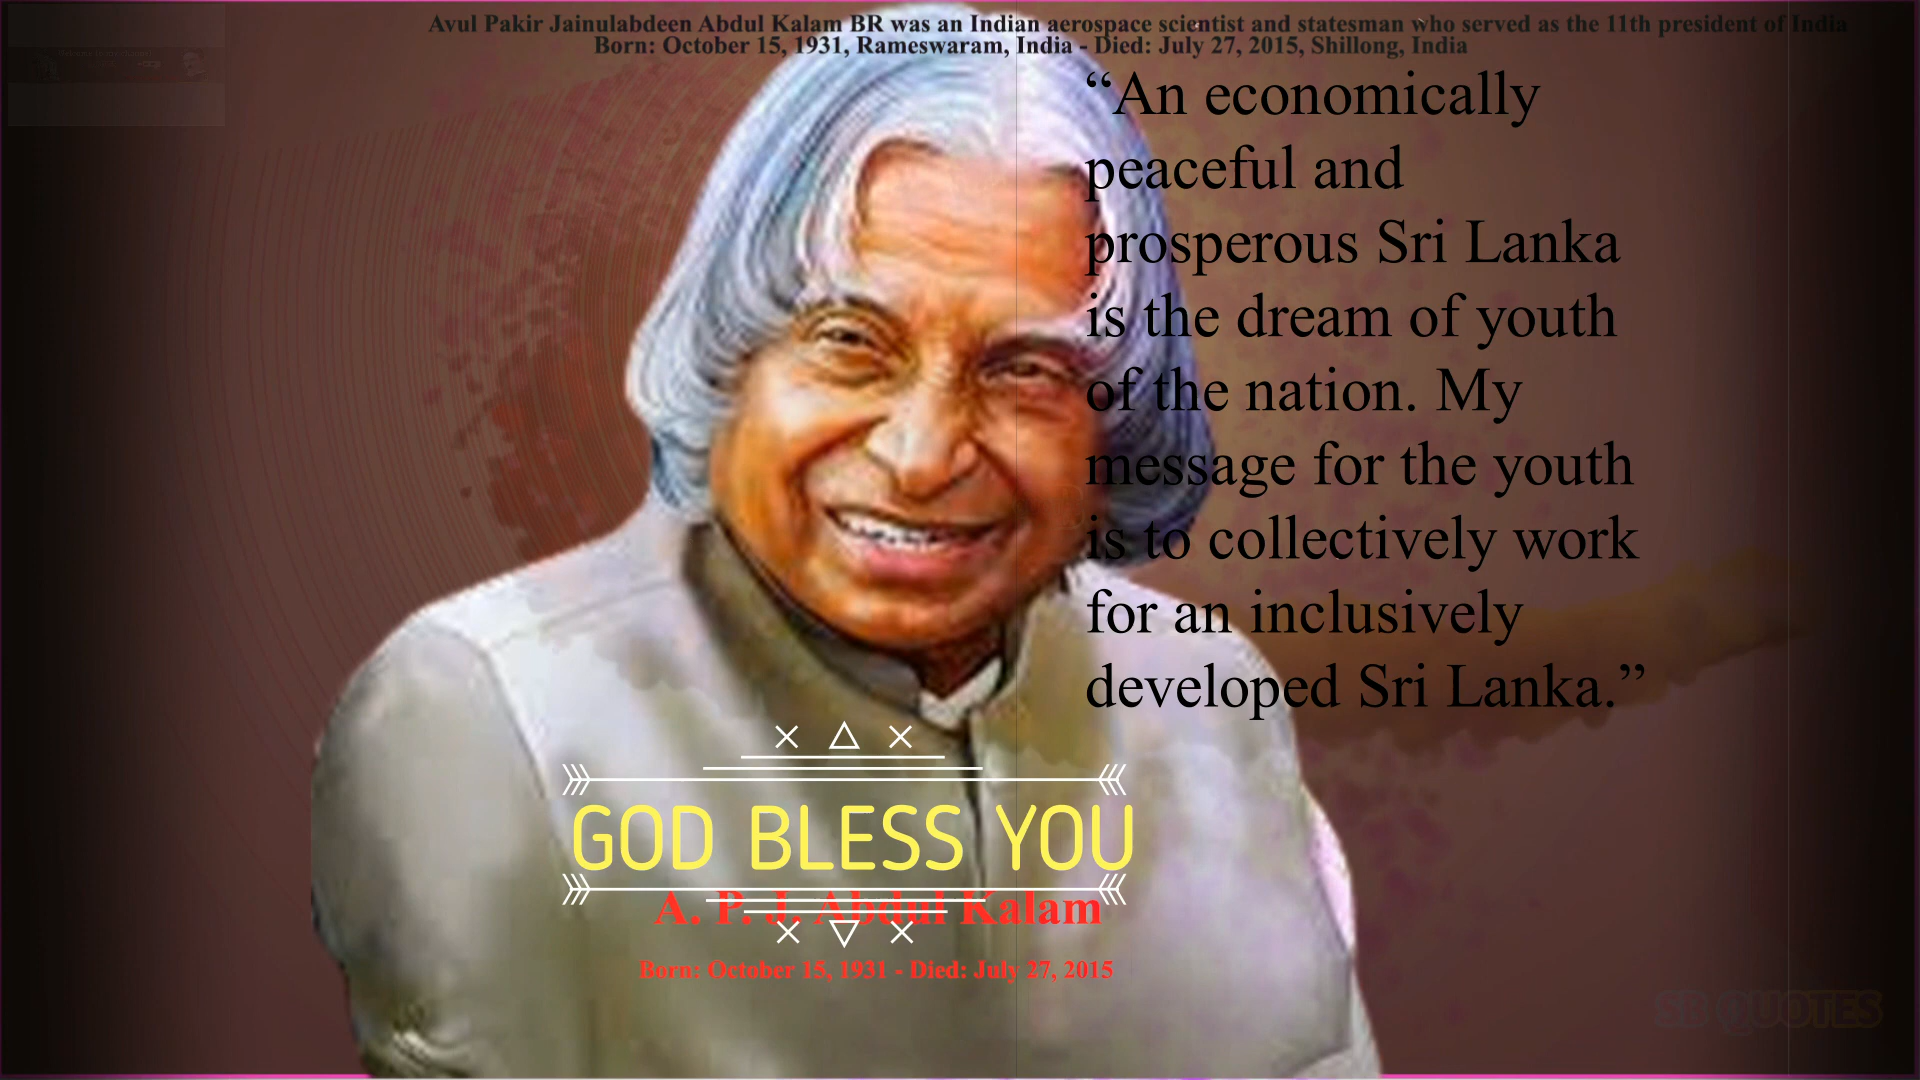 Avul Pakir Jainulabdeen Abdul Kalam BR was an Indian aerospace scientist and statesman who served as the 11th president of India
Born: October 15, 1931, Rameswaram, India - Died: July 27, 2015, Shillong, India
“An economically
peaceful and
prosperous Sri Lanka
is the dream of youth
of the nation. My
message for the youth
is to collectively work
for an inclusively
developed Sri Lanka.”
GOD BLESS YOU
A. P. J. Abdul Kalam
Born: October 15, 1931 - Died: July 27, 2015
SB QUOTES